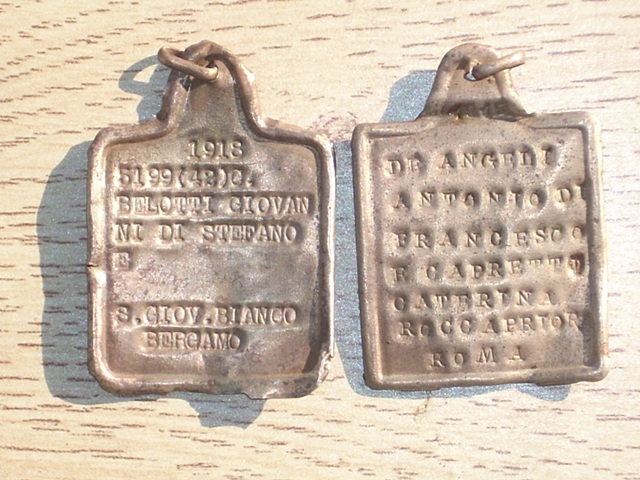 1918
5199(42)C.
BELOTTI GIOVAN
NI DI STEFANO
E
S.GIOV.BIANCO
BERGAMO
DE ANGELI
ANTONIO DI
FRANCESCO
E CAPRETTI
CATERINA
ROCCAPRIOR
ROMA